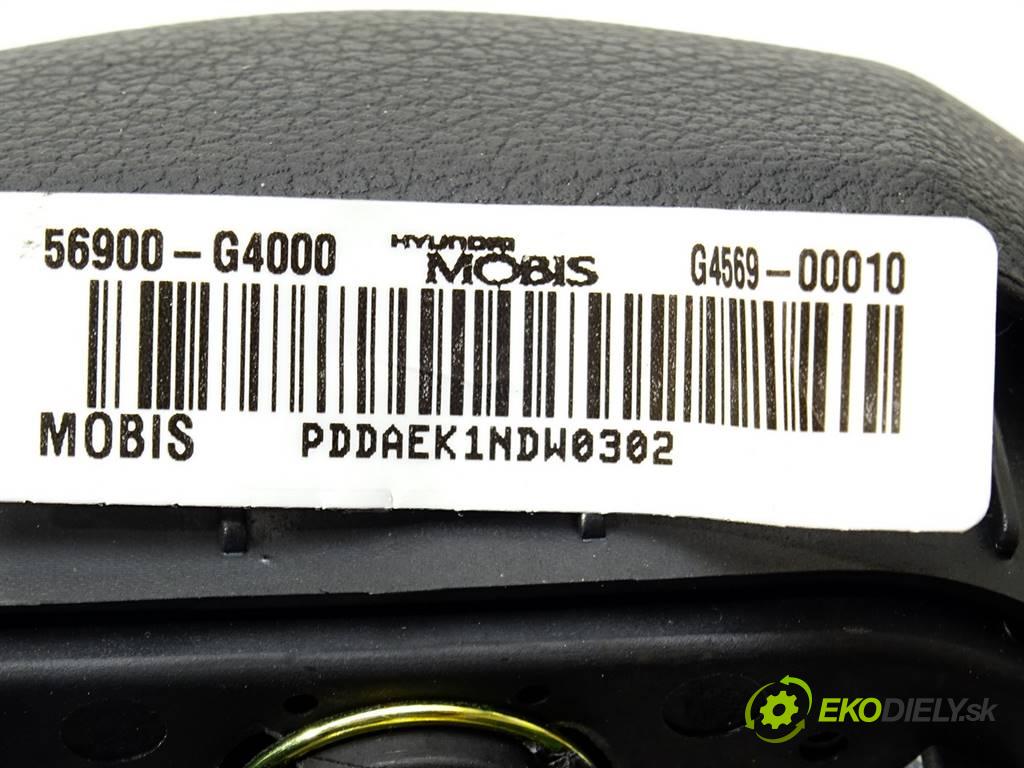 56900-G4000 HYUNDAI MOBIS G4569-00010
MOBIS PDDAEK1NDW0302
EKODIELY.sk